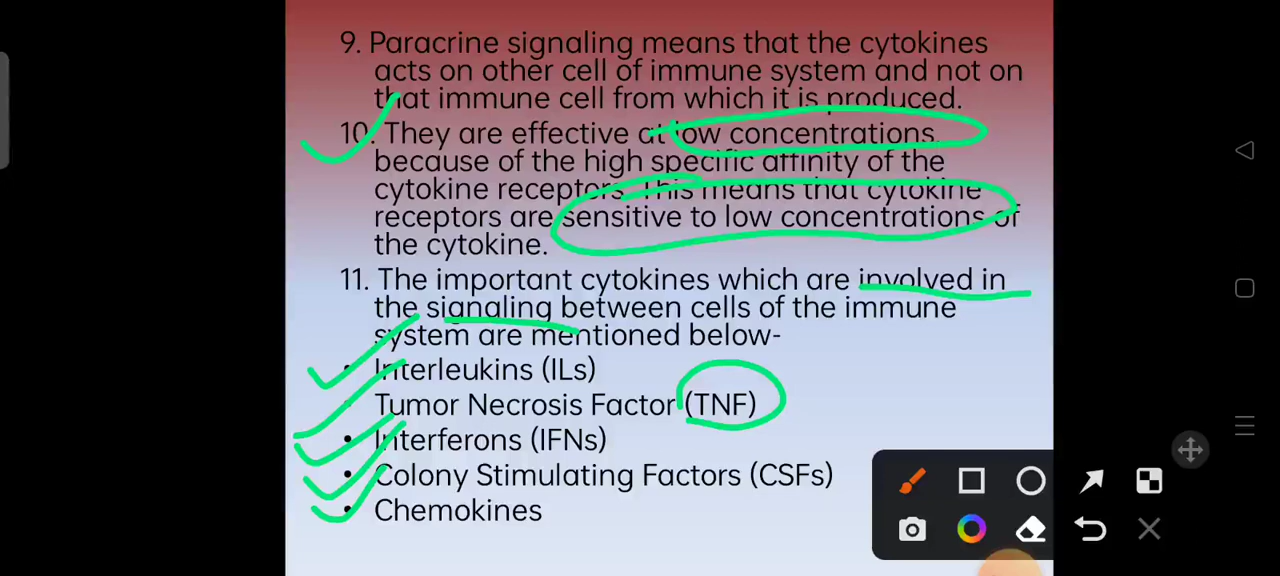 9. Paracrine signaling means that the cytokines
acts on other cell of immune system and not on
that immune cell from which it is produced.
10. They are effective at low concentrations,
because of the high specific affinity of the
cytokine receptors. This means that cytokine
receptors are sensitive to low concentrations of
the cytokine.
11. The important cytokines which are involved in
the signaling between cells of the immune
system are mentioned below-
• Interleukins (ILs)
• Tumor Necrosis Factor (TNF)
• Interferons (IFNs)
• Colony Stimulating Factors (CSFs)
• Chemokines